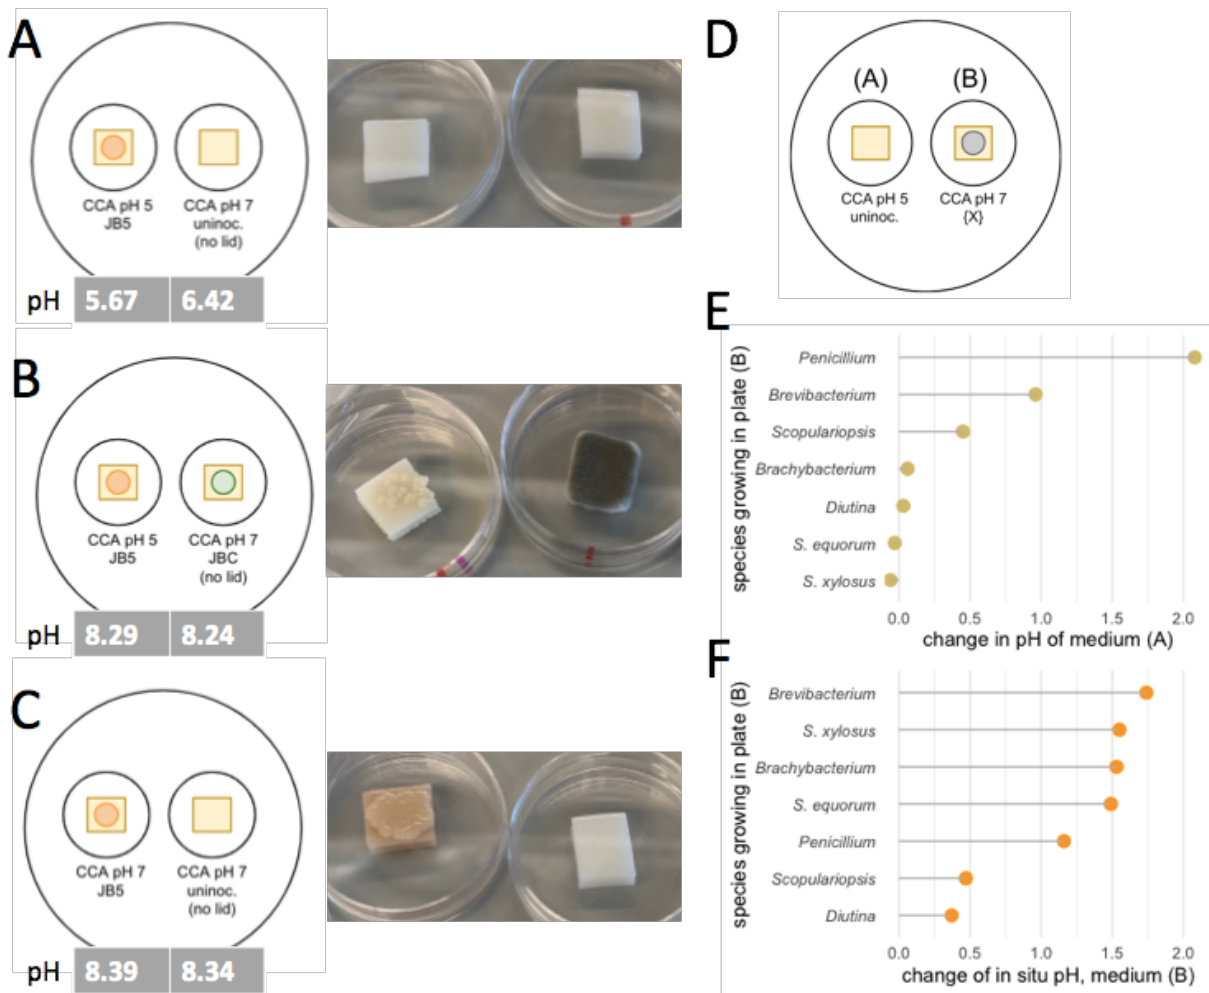 A
CCA pH 5
JB5
CCA pH 7
uninoc.
(no lid)
pH 5.67 6.42
B
CCA pH 5
JB5
CCA pH 7
JBC
(no lid)
pH 8.29 8.24
C
CCA pH 7
JB5
CCA pH 7
uninoc.
(no lid)
pH 8.39 8.34
D
(A) (B)
CCA pH 5
uninoc.
CCA pH 7
{X}
E
species growing in plate (B)
Penicillium
Brevibacterium
Scopulariopsis
Brachybacterium
Diutina
S. equorum
S. xylosus
0.0 0.5 1.0 1.5 2.0
change in pH of medium (A)
F
species growing in plate (B)
Brevibacterium
S. xylosus
Brachybacterium
S. equorum
Penicillium
Scopulariopsis
Diutina
0.0 0.5 1.0 1.5 2.0
change of in situ pH, medium (B)